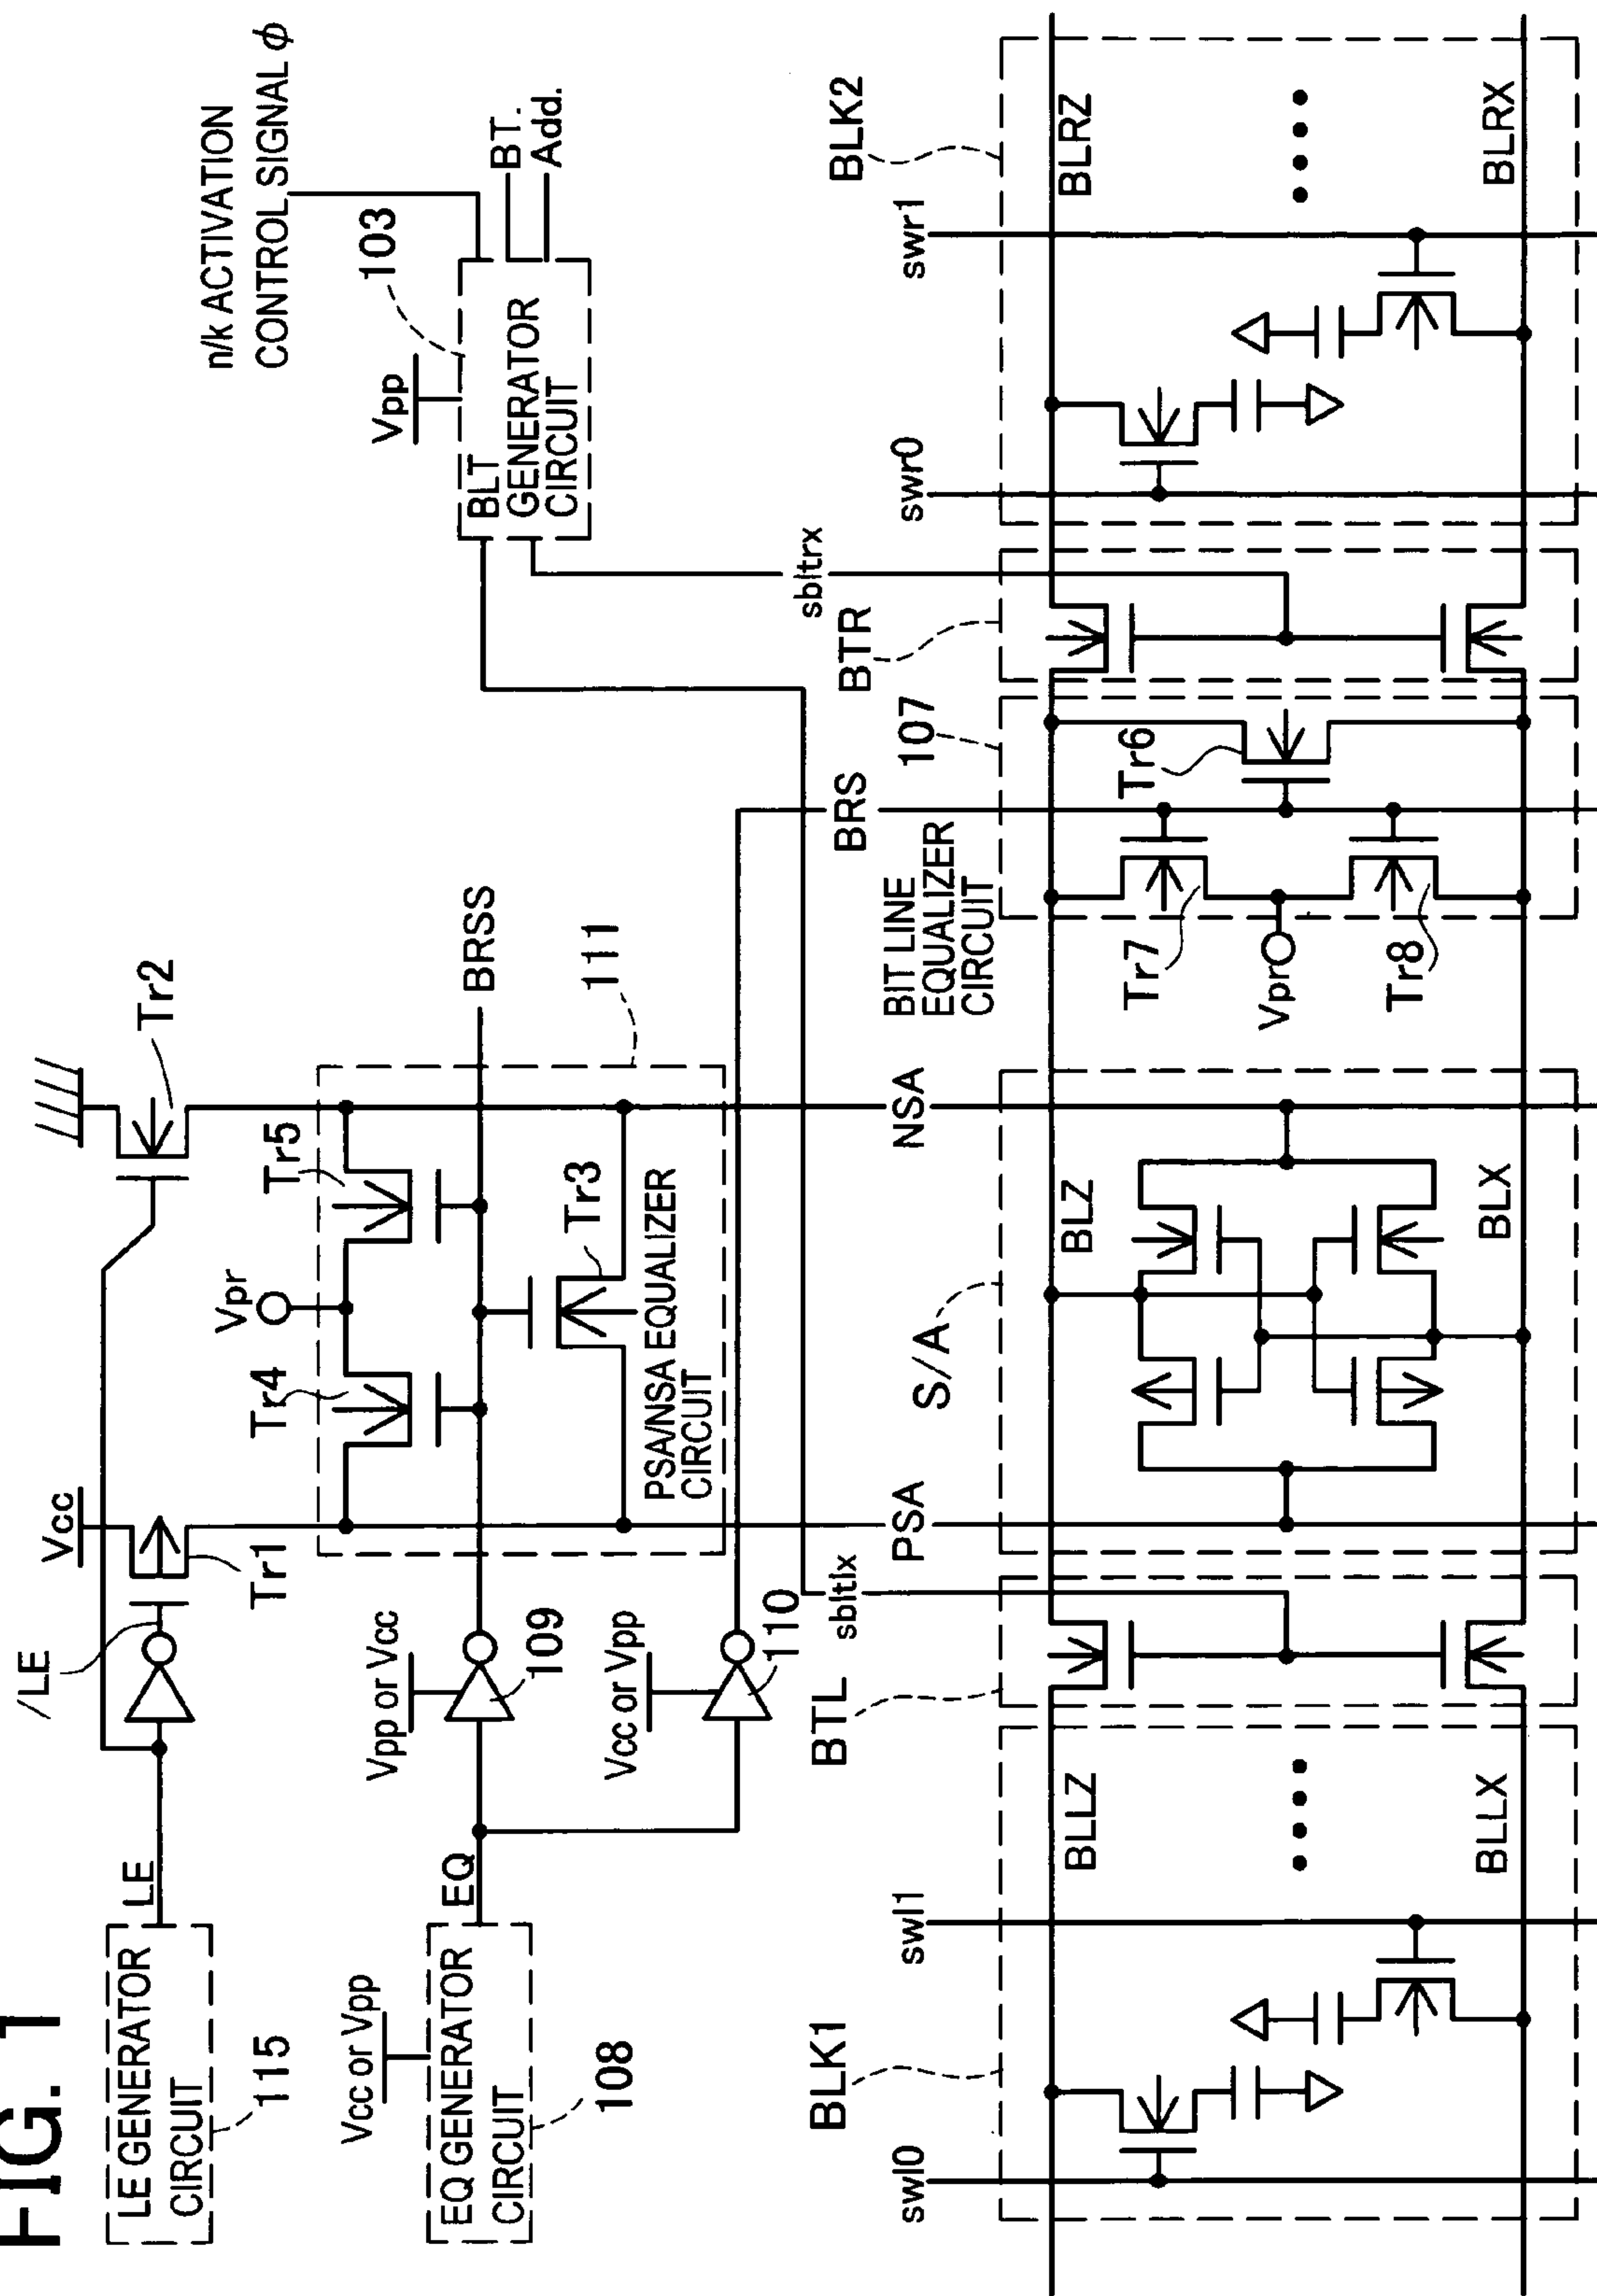 FIG. 1
LE GENERATOR
CIRCUIT
115
LE
/LE
Vcc
Tr1
Tr2
Vcc or Vpp
EQ GENERATOR
CIRCUIT
108
EQ
Vpp or Vcc
109
Vcc or Vpp
110
Tr4
Vpr
Tr5
Tr3
PSA/NSA EQUALIZER
CIRCUIT
BRSS
111
n/k ACTIVATION
CONTROL SIGNAL ϕ
Vpp
103
BLT
GENERATOR
CIRCUIT
BT.
Add.
BLK1
swl0
swl1
BLLZ
BLLX
BTL
sbltlx
PSA
S/A
NSA
BLZ
BLX
BIT LINE
EQUALIZER
CIRCUIT
BRS
107
Tr7
Vpr
Tr8
Tr6
BTR
sbltrx
swr0
swr1
BLK2
BLRZ
BLRX